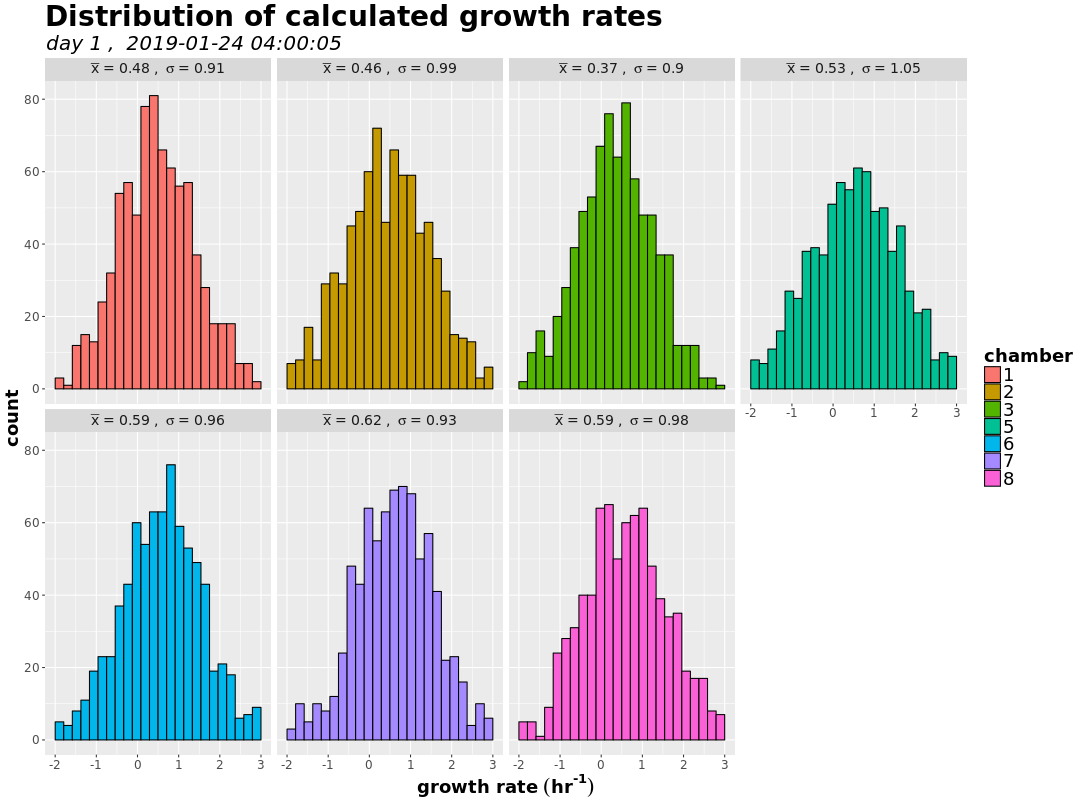 Distribution of calculated growth rates
day 1 , 2019-01-24 04:00:05
x̅ = 0.48 , σ = 0.91
x̅ = 0.46 , σ = 0.99
x̅ = 0.37 , σ = 0.9
x̅ = 0.53 , σ = 1.05
80
60
40
20
0
-2 -1 0 1 2 3
x̅ = 0.59 , σ = 0.96
x̅ = 0.62 , σ = 0.93
x̅ = 0.59 , σ = 0.98
80
60
40
20
0
-2 -1 0 1 2 3
-2 -1 0 1 2 3
-2 -1 0 1 2 3
count
growth rate (hr⁻¹)
chamber
1
2
3
5
6
7
8